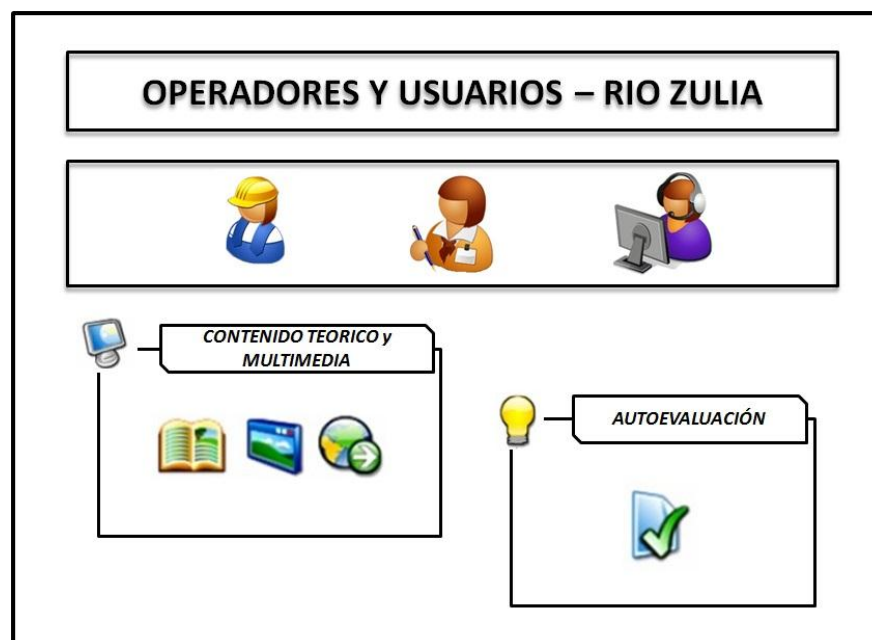 OPERADORES Y USUARIOS – RIO ZULIA
CONTENIDO TEORICO y
MULTIMEDIA
AUTOEVALUACIÓN